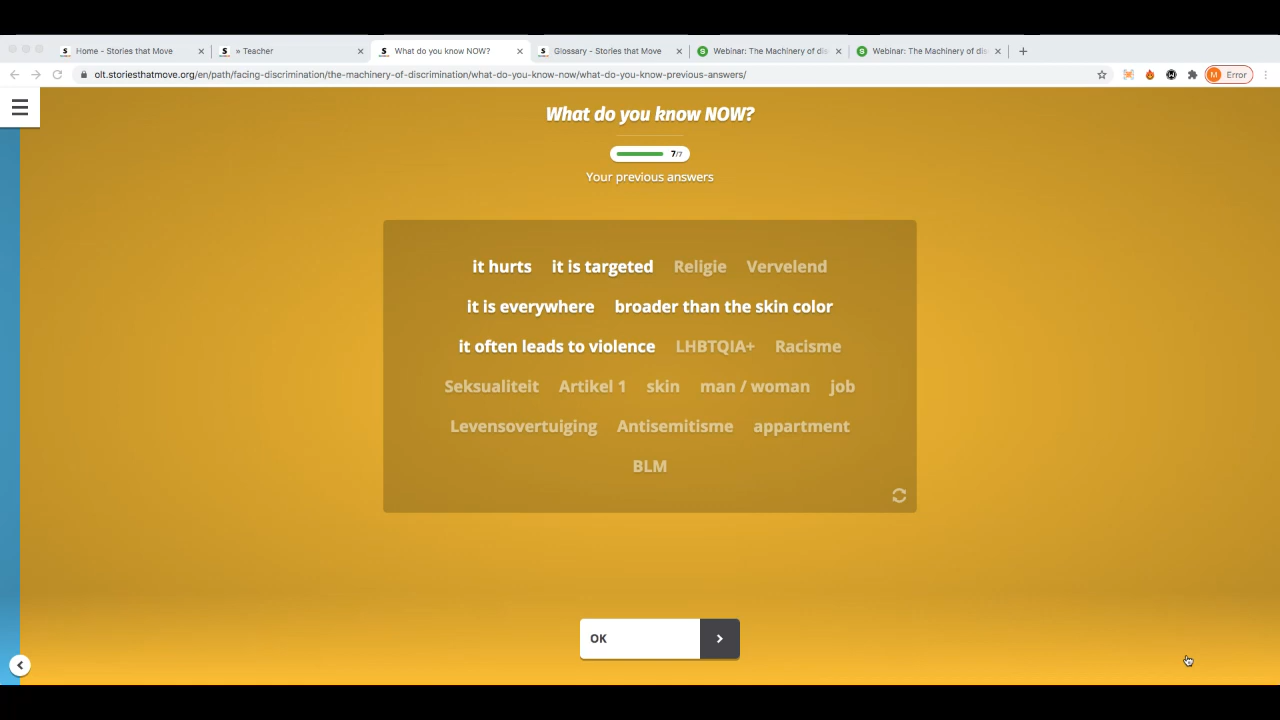 Home - Stories that Move
» Teacher
What do you know NOW?
Glossary - Stories that Move
Webinar: The Machinery of dis
Webinar: The Machinery of dis
olt.storiesthatmove.org/en/path/facing-discrimination/the-machinery-of-discrimination/what-do-you-know-now/what-do-you-know-previous-answers/
M Error
What do you know NOW?
7/7
Your previous answers
it hurts it is targeted Religie Vervelend
it is everywhere broader than the skin color
it often leads to violence LHBTQIA+ Racisme
Seksualiteit Artikel 1 skin man / woman job
Levensovertuiging Antisemitisme appartment
BLM
OK